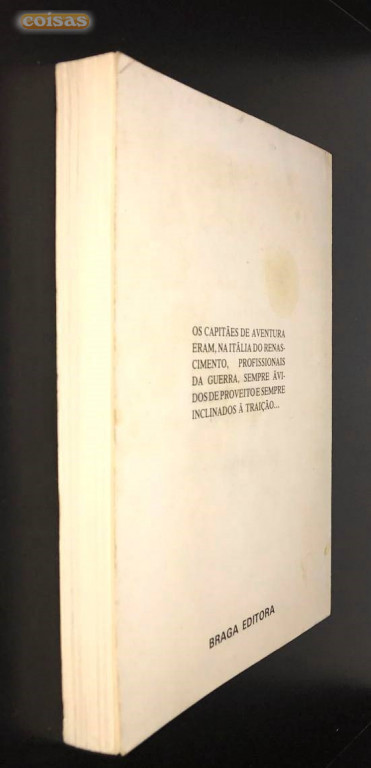 coisas
OS CAPITÃES DE AVENTURA
ERAM, NA ITÁLIA DO RENAS-
CIMENTO, PROFISSIONAIS
DA GUERRA, SEMPRE ÁVI-
DOS DE PROVEITO E SEMPRE
INCLINADOS À TRAIÇÃO...
BRAGA EDITORA